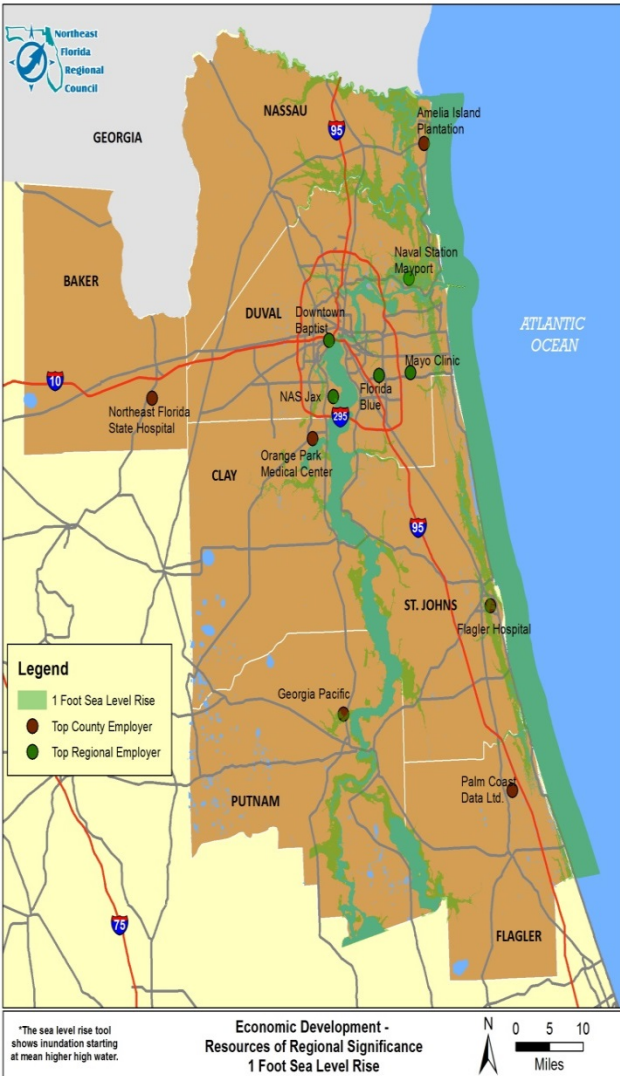 Northeast
Florida
Regional
Council
GEORGIA
NASSAU
95
Amelia Island
Plantation
BAKER
Naval Station
Mayport
DUVAL
Downtown
Baptist
ATLANTIC
OCEAN
10
Mayo Clinic
Florida
Blue
NAS Jax
295
Northeast Florida
State Hospital
Orange Park
Medical Center
CLAY
95
ST. JOHNS
Flagler Hospital
Legend
1 Foot Sea Level Rise
Top County Employer
Top Regional Employer
Georgia Pacific
PUTNAM
Palm Coast
Data Ltd.
75
FLAGLER
*The sea level rise tool
shows inundation starting
at mean higher high water.
Economic Development -
Resources of Regional Significance
1 Foot Sea Level Rise
N
0 5 10
Miles